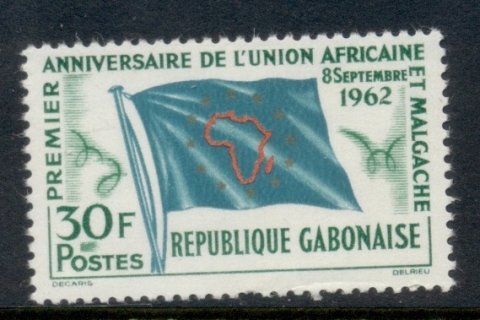 PREMIER ANNIVERSAIRE DE L'UNION AFRICAINE ET MALGACHE
8 SEPTEMBRE
1962
30F
POSTES
REPUBLIQUE GABONAISE
DECARIS
DELRIEU